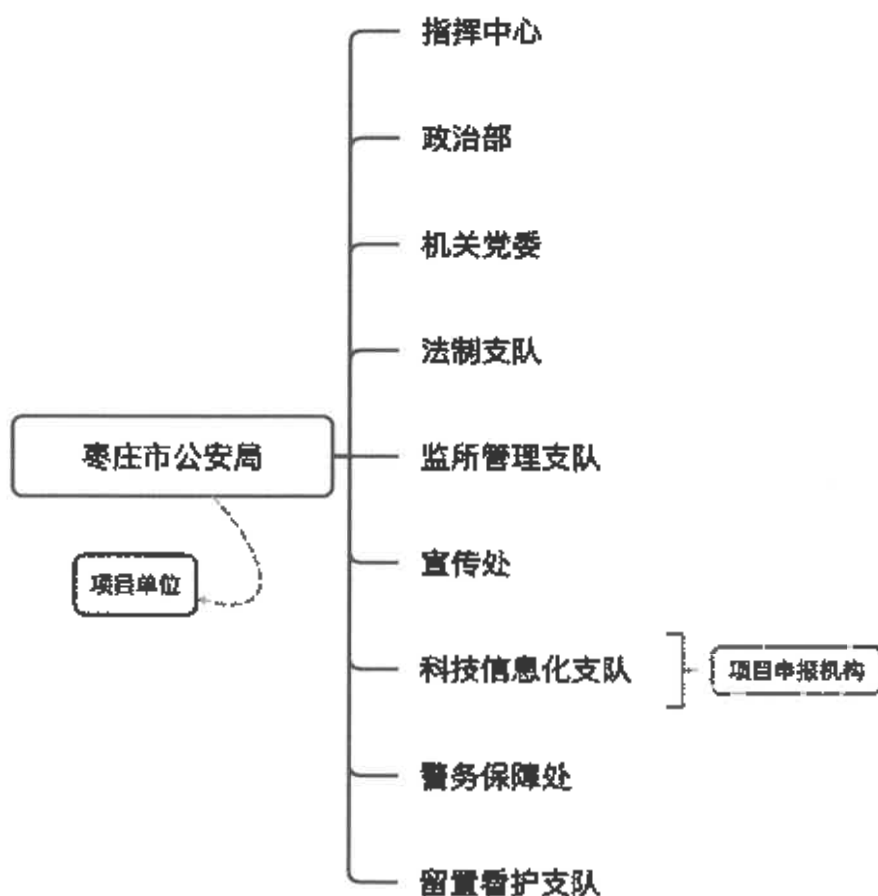 指挥中心
政治部
机关党委
法制支队
枣庄市公安局
监所管理支队
项目单位
宣传处
科技信息化支队
项目申报机构
警务保障处
留置看护支队